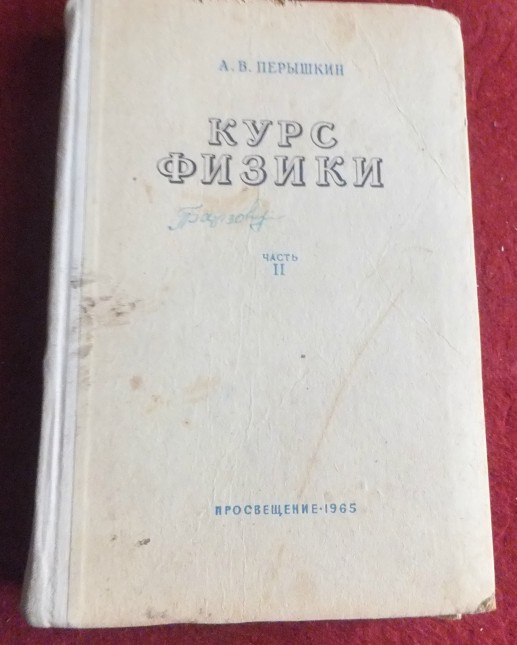 А. В. ПЕРЫШКИН
КУРС
ФИЗИКИ
ЧАСТЬ
II
ПРОСВЕЩЕНИЕ·1965